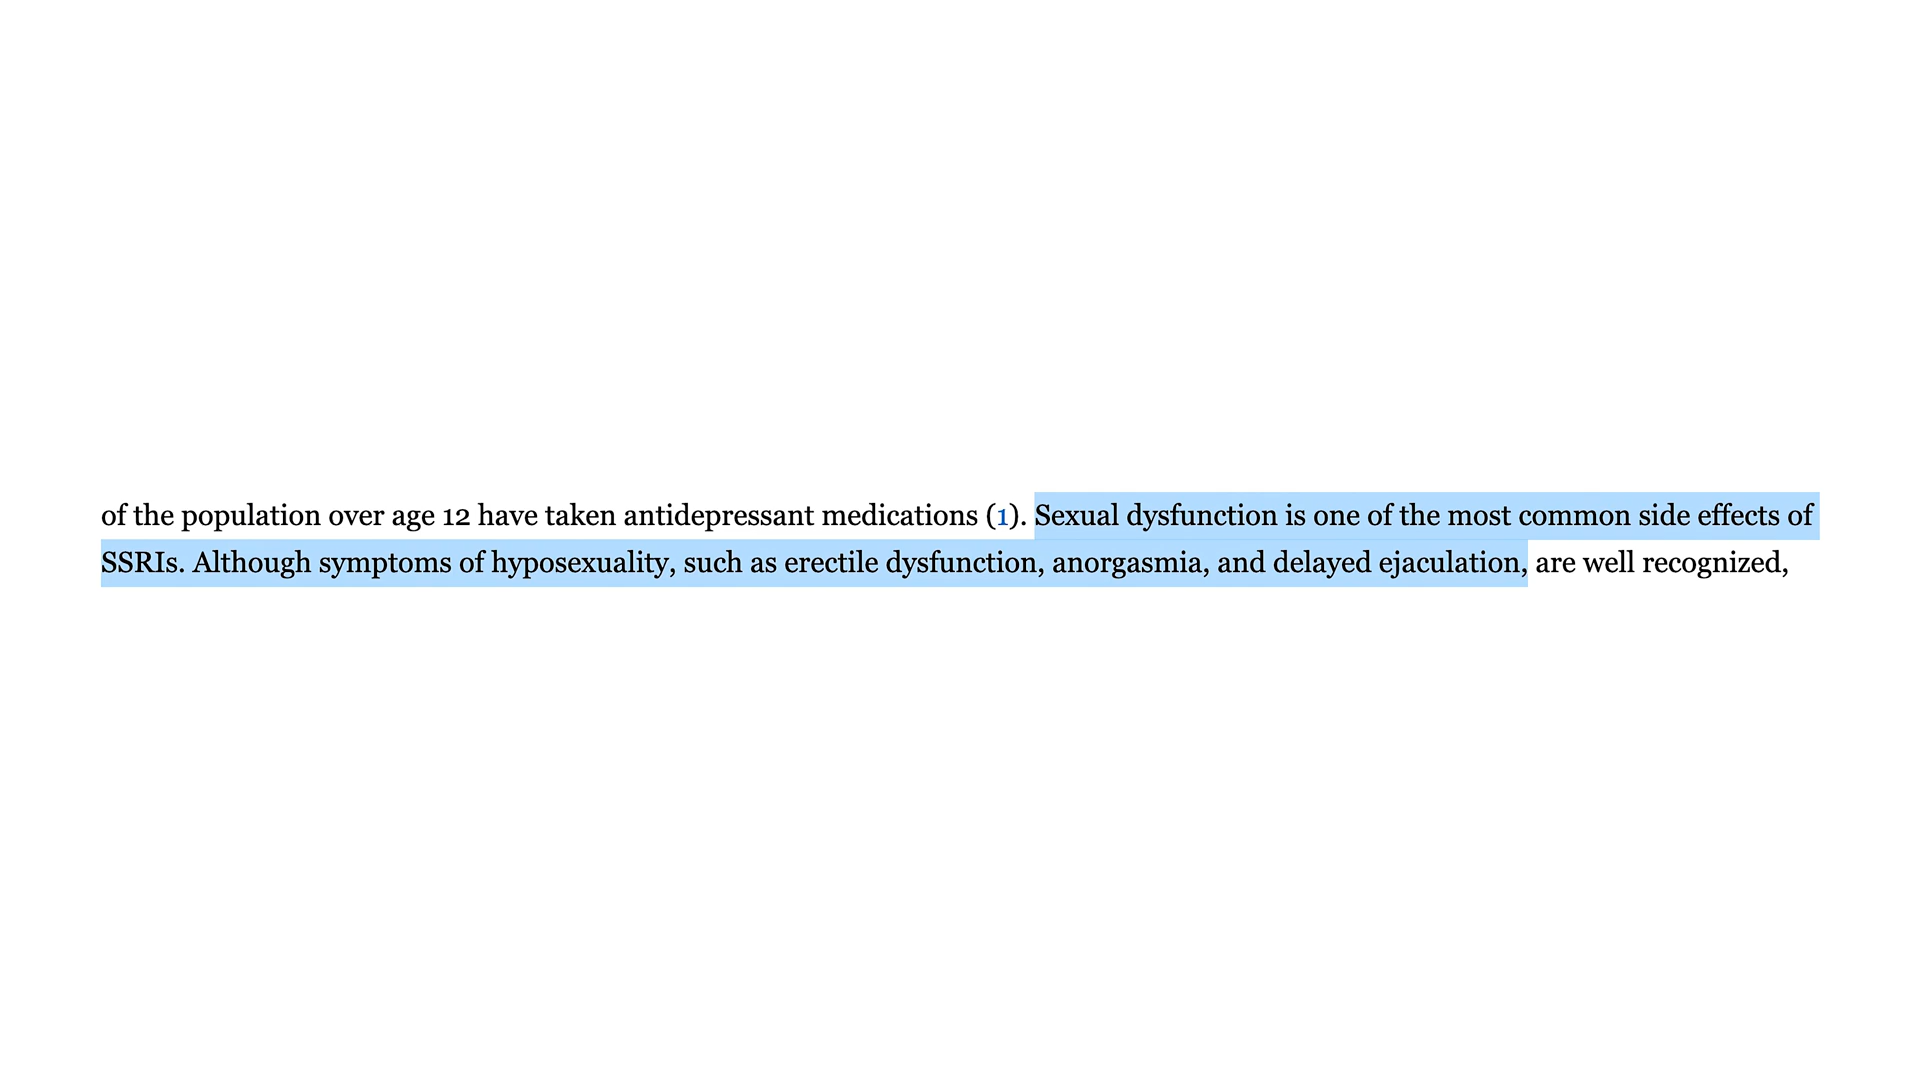 of the population over age 12 have taken antidepressant medications (1). Sexual dysfunction is one of the most common side effects of
SSRIs. Although symptoms of hyposexuality, such as erectile dysfunction, anorgasmia, and delayed ejaculation, are well recognized,